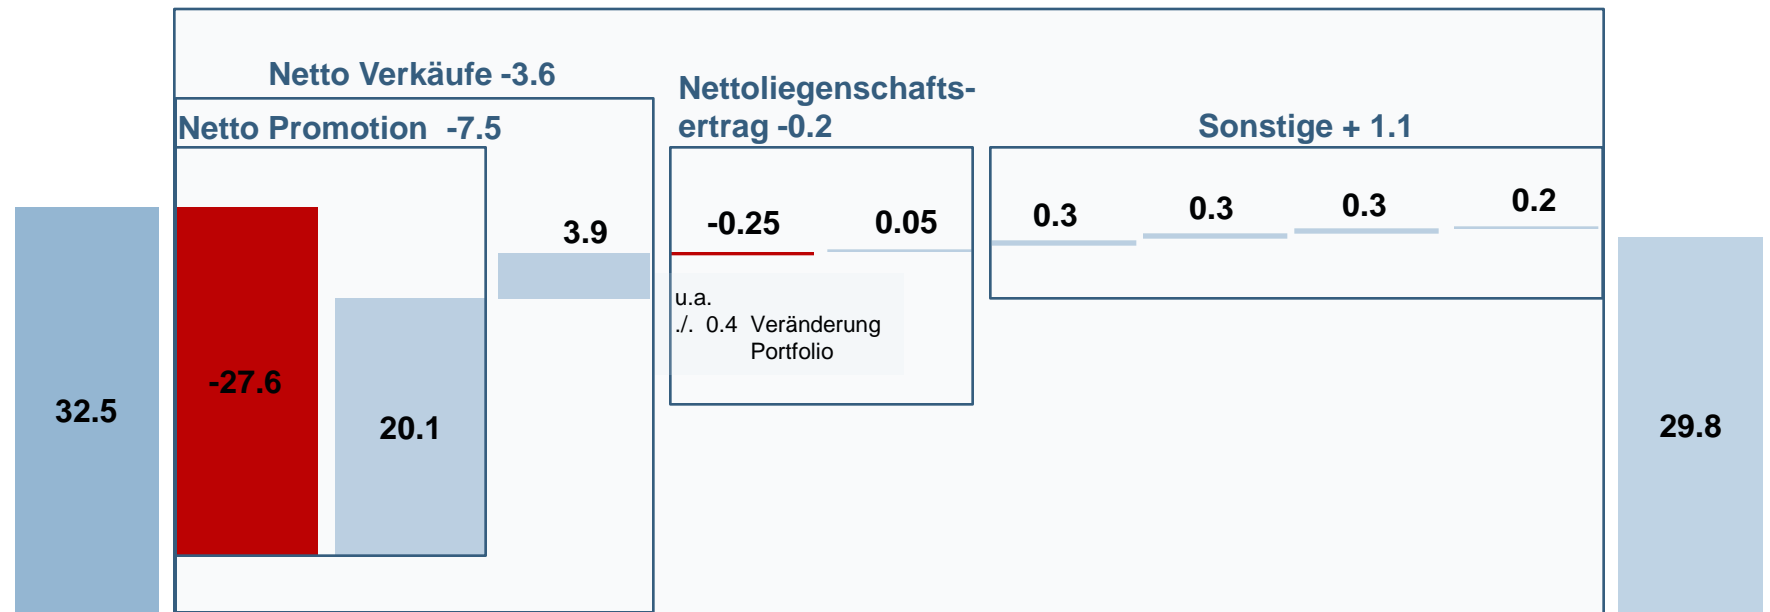 Netto Verkäufe -3.6
Netto Promotion -7.5
Nettoliegenschafts-
ertrag -0.2
Sonstige + 1.1
32.5
-27.6
20.1
3.9
-0.25
0.05
u.a.
./. 0.4 Veränderung
Portfolio
0.3
0.3
0.3
0.2
29.8